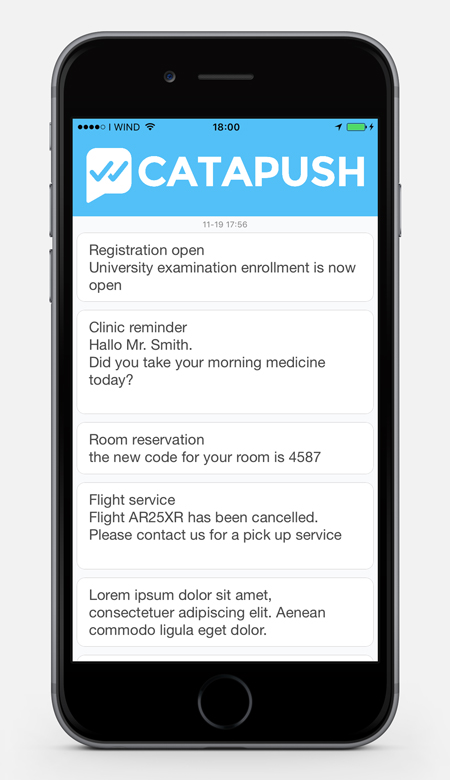 I WIND 18:00
CATAPUSH
11-19 17:56
Registration open
University examination enrollment is now
open
Clinic reminder
Hallo Mr. Smith.
Did you take your morning medicine
today?
Room reservation
the new code for your room is 4587
Flight service
Flight AR25XR has been cancelled.
Please contact us for a pick up service
Lorem ipsum dolor sit amet,
consectetuer adipiscing elit. Aenean
commodo ligula eget dolor.